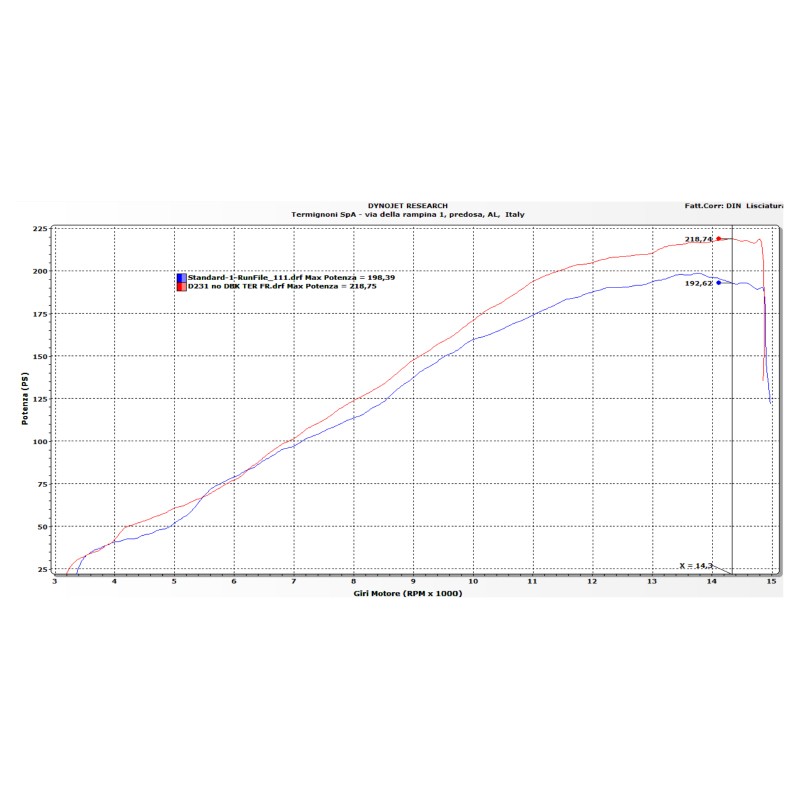 DYNOJET RESEARCH
Fatt.Corr: DIN Lisciatura
Termignoni SpA - via della rampina 1, predosa, AL, Italy
225
218,74
200
Standard-1-RunFile_111.drf Max Potenza = 198,39
192,62
D231 no DBK TER FR.drf Max Potenza = 218,75
175
150
125
Potenza (PS)
100
75
50
25
X = 14,3
3 4 5 6 7 8 9 10 11 12 13 14 15
Giri Motore (RPM x 1000)